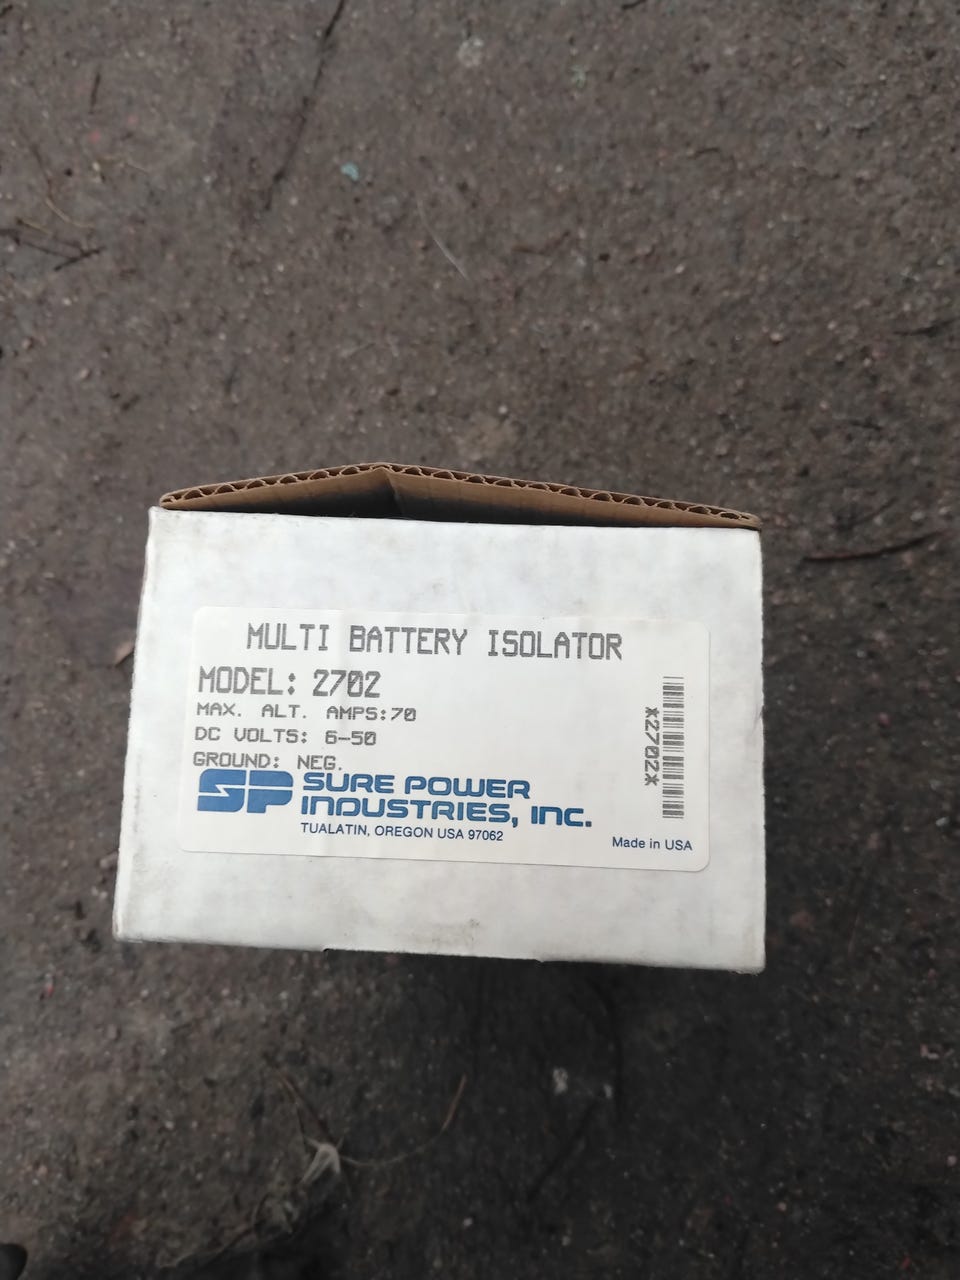 MULTI BATTERY ISOLATOR
MODEL: 2702
MAX. ALT. AMPS:70
DC VOLTS: 6-50
GROUND: NEG.
*2702*
SP SURE POWER
INDUSTRIES, INC.
TUALATIN, OREGON USA 97062
Made in USA